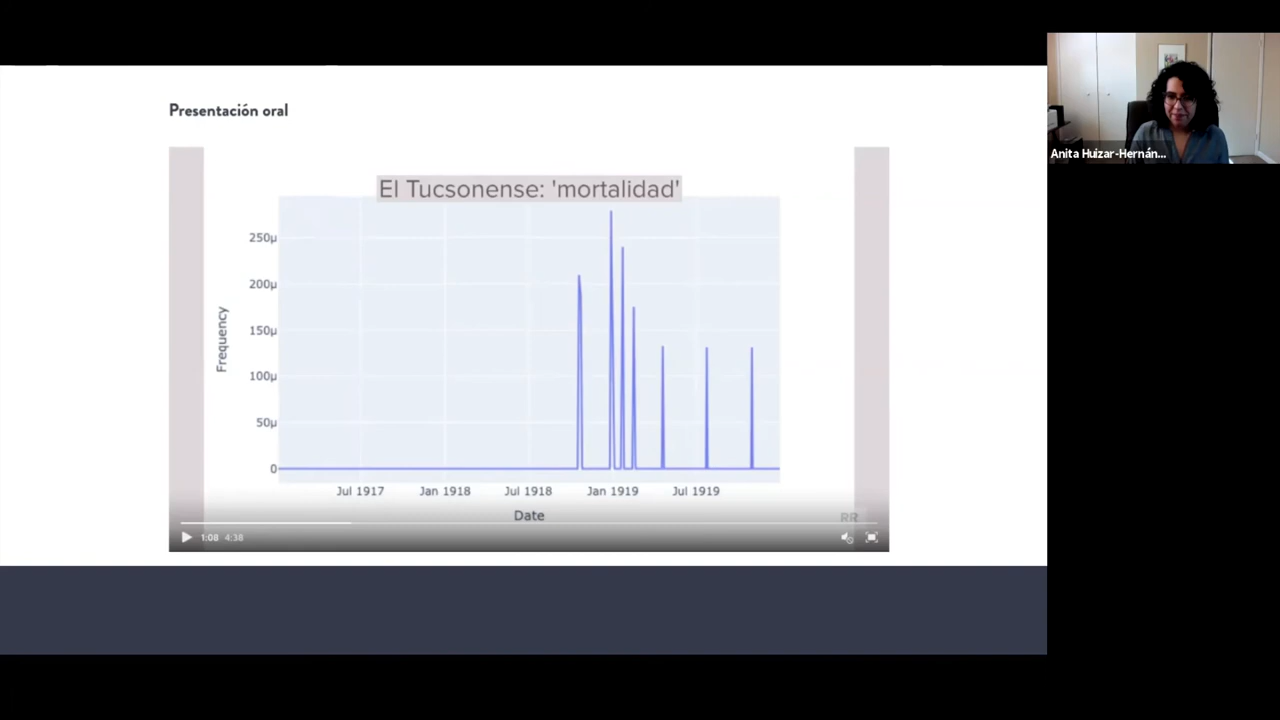 Presentación oral
El Tucsonense: 'mortalidad'
250µ
200µ
150µ
100µ
50µ
0
Frequency
Jul 1917 Jan 1918 Jul 1918 Jan 1919 Jul 1919
Date
RR
1:08 4:38
Anita Huizar-Hernán...